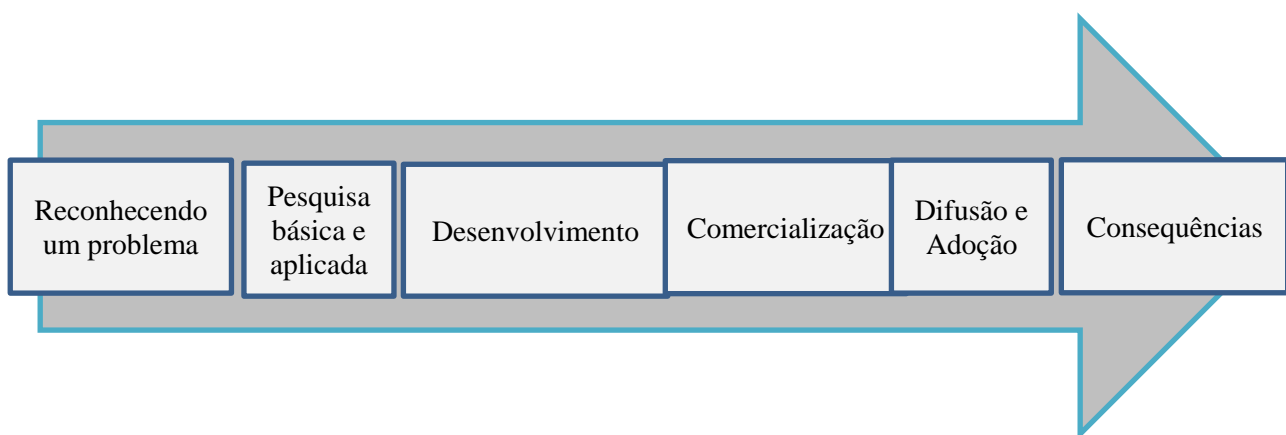 Reconhecendo
um problema
Pesquisa
básica e
aplicada
Desenvolvimento
Comercialização
Difusão e
Adoção
Consequências